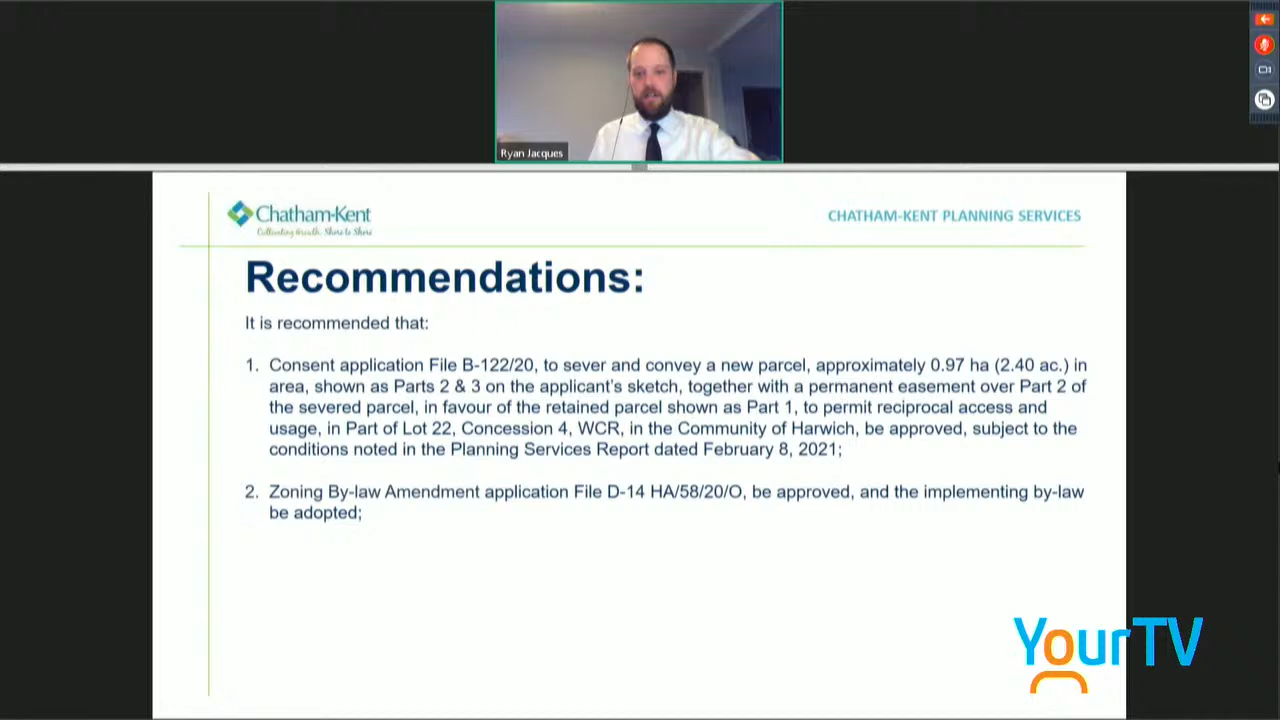 Ryan Jacques
Chatham-Kent
Cultivating Growth, Shore to Shore
CHATHAM-KENT PLANNING SERVICES
Recommendations:
It is recommended that:
1. Consent application File B-122/20, to sever and convey a new parcel, approximately 0.97 ha (2.40 ac.) in
area, shown as Parts 2 & 3 on the applicant's sketch, together with a permanent easement over Part 2 of
the severed parcel, in favour of the retained parcel shown as Part 1, to permit reciprocal access and
usage, in Part of Lot 22, Concession 4, WCR, in the Community of Harwich, be approved, subject to the
conditions noted in the Planning Services Report dated February 8, 2021;
2. Zoning By-law Amendment application File D-14 HA/58/20/O, be approved, and the implementing by-law
be adopted;
YourTV